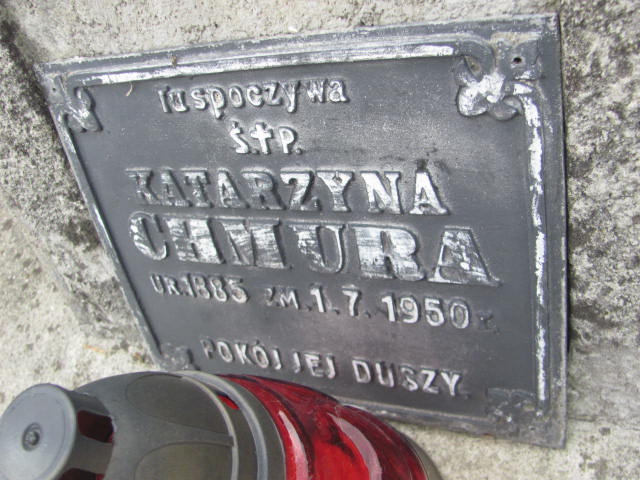 Tu spoczywa
Ś.†P.
KATARZYNA
CHMURA
UR.1885 ZM.1.7.1950 r.
POKÓJ JEJ DUSZY.